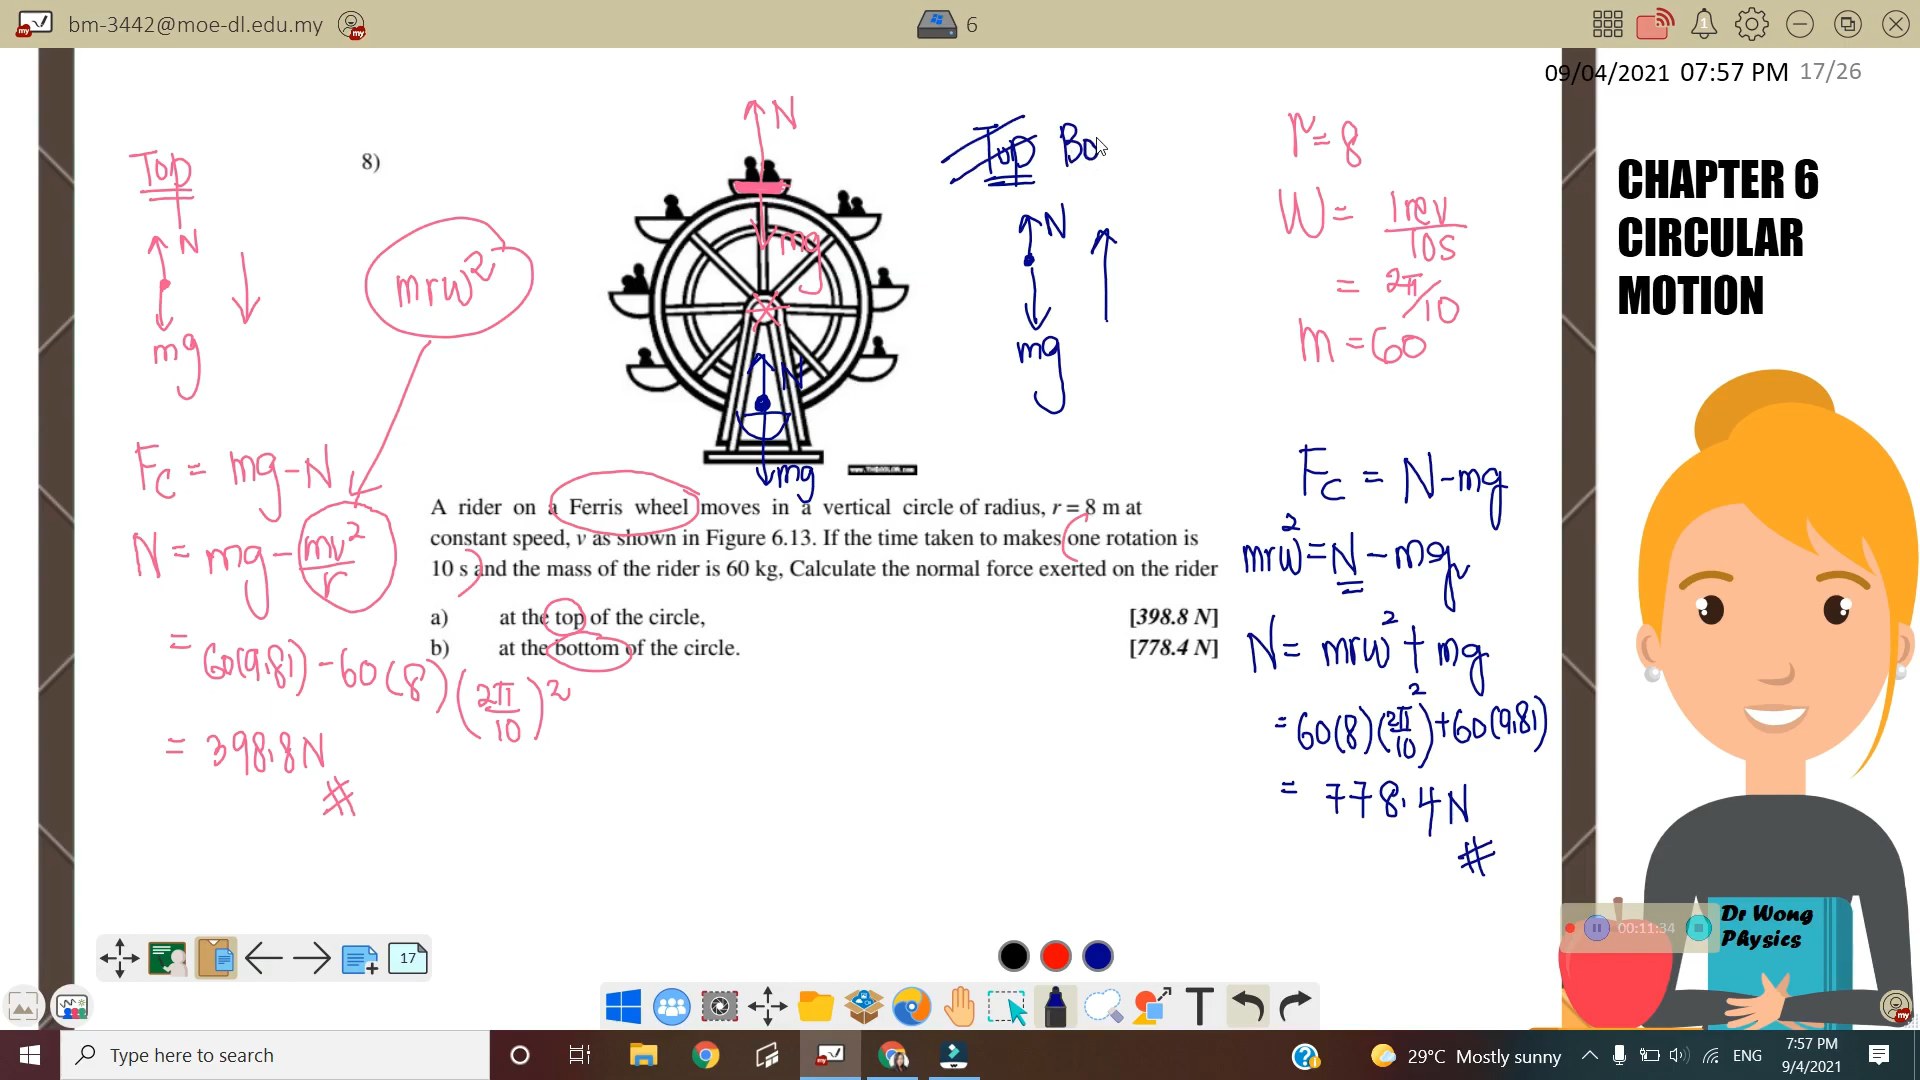 bm-3442@moe-dl.edu.my
6
1
09/04/2021 07:57 PM 17/26
CHAPTER 6
CIRCULAR
MOTION
8)
Top
N
mg
mrω²
Fc = mg - N
N = mg - mv²/r
= 60(9.81) - 60(8)(2π/10)²
= 398.8 N
#
N
mg
N
mg
Top Bo
N
mg
r = 8
W = 1rev/10s
= 2π/10
m = 60
www.THECOLOR.com
A rider on a Ferris wheel moves in a vertical circle of radius, r = 8 m at
constant speed, v as shown in Figure 6.13. If the time taken to makes one rotation is
10 s and the mass of the rider is 60 kg, Calculate the normal force exerted on the rider
a) at the top of the circle, [398.8 N]
b) at the bottom of the circle. [778.4 N]
Fc = N - mg
mrω² = N - mg
N = mrω² + mg
= 60(8)(2π/10)² + 60(9.81)
= 778.4 N
#
Dr Wong
Physics
00:11:34
17
T
Type here to search
29°C Mostly sunny
ENG
7:57 PM
9/4/2021